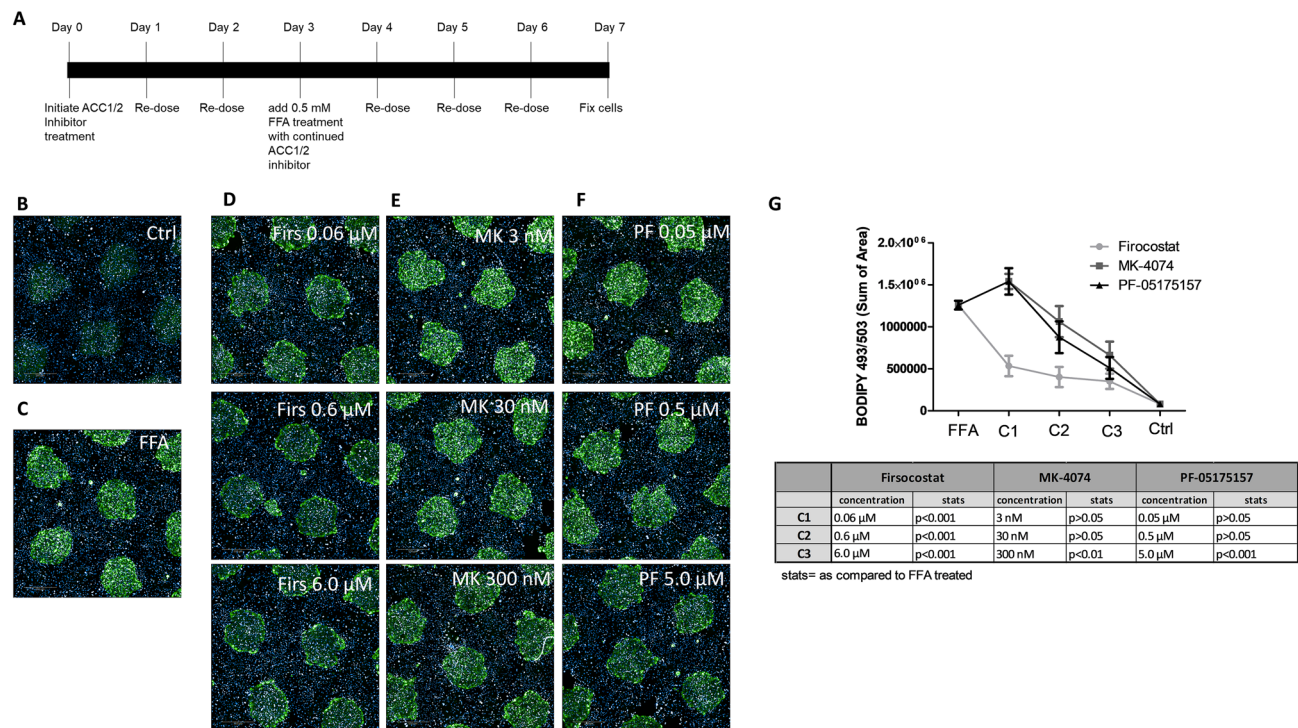 A
Day 0 Day 1 Day 2 Day 3 Day 4 Day 5 Day 6 Day 7
Initiate ACC1/2 Re-dose Re-dose add 0.5 mM Re-dose Re-dose Re-dose Fix cells
Inhibitor FFA treatment
treatment with continued
ACC1/2
inhibitor
B
Ctrl
C
FFA
D
Firs 0.06 µM
Firs 0.6 µM
Firs 6.0 µM
E
MK 3 nM
MK 30 nM
MK 300 nM
F
PF 0.05 µM
PF 0.5 µM
PF 5.0 µM
G
BODIPY 493/503 (Sum of Area)
2.0×10⁰⁶
1.5×10⁰⁶
1000000
500000
0
FFA C1 C2 C3 Ctrl
Firocostat
MK-4074
PF-05175157
Firsocostat MK-4074 PF-05175157
concentration stats concentration stats concentration stats
C1 0.06 µM p<0.001 3 nM p>0.05 0.05 µM p>0.05
C2 0.6 µM p<0.001 30 nM p>0.05 0.5 µM p>0.05
C3 6.0 µM p<0.001 300 nM p<0.01 5.0 µM p<0.001
stats= as compared to FFA treated